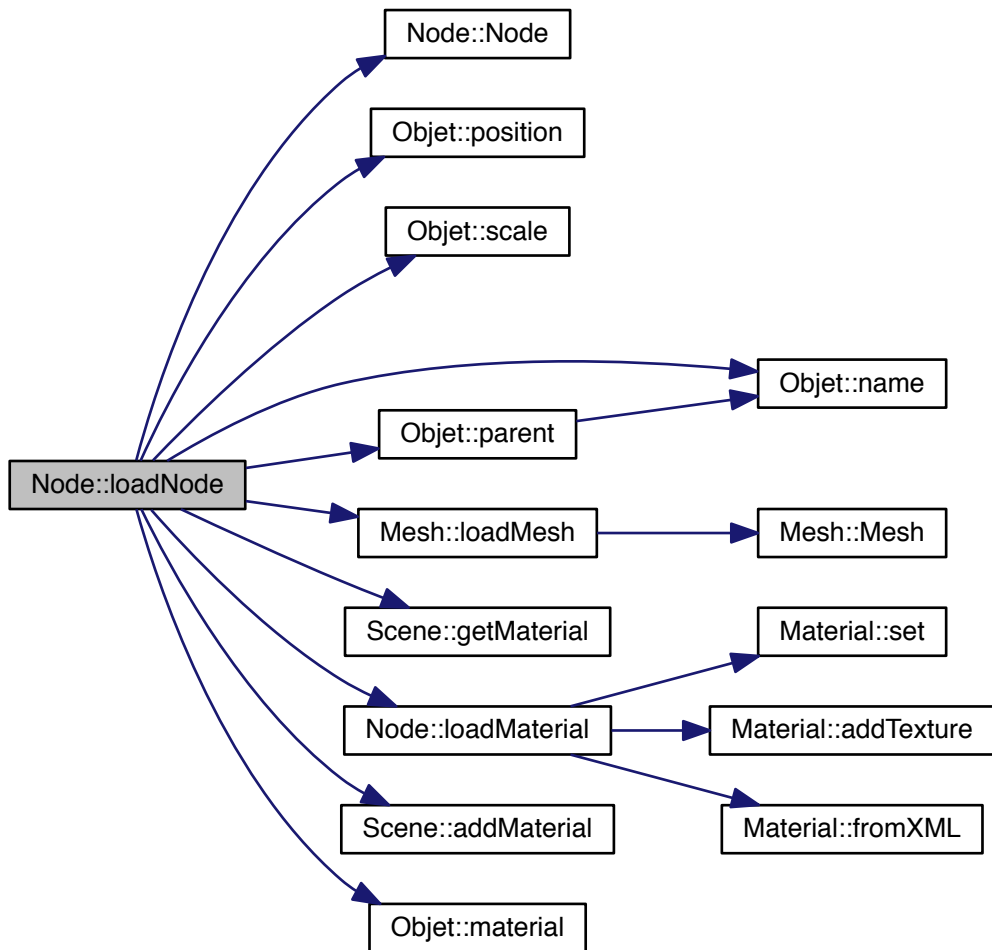 Node::Node
Objet::position
Objet::scale
Objet::name
Objet::parent
Node::loadNode
Mesh::loadMesh
Mesh::Mesh
Scene::getMaterial
Material::set
Node::loadMaterial
Material::addTexture
Scene::addMaterial
Material::fromXML
Objet::material